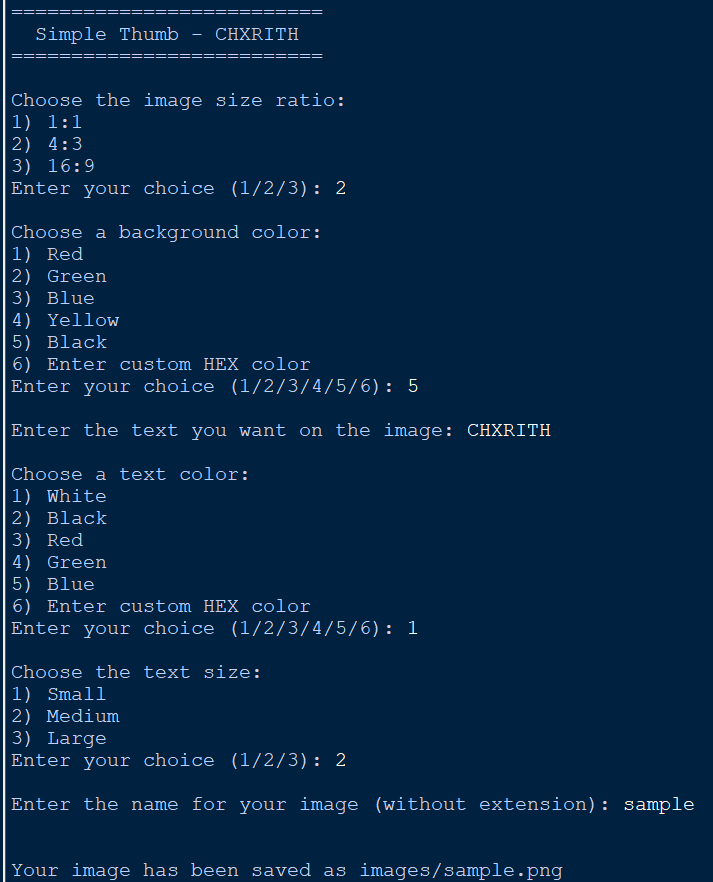 ==========================
  Simple Thumb - CHXRITH
==========================
Choose the image size ratio:
1) 1:1
2) 4:3
3) 16:9
Enter your choice (1/2/3): 2
Choose a background color:
1) Red
2) Green
3) Blue
4) Yellow
5) Black
6) Enter custom HEX color
Enter your choice (1/2/3/4/5/6): 5
Enter the text you want on the image: CHXRITH
Choose a text color:
1) White
2) Black
3) Red
4) Green
5) Blue
6) Enter custom HEX color
Enter your choice (1/2/3/4/5/6): 1
Choose the text size:
1) Small
2) Medium
3) Large
Enter your choice (1/2/3): 2
Enter the name for your image (without extension): sample
Your image has been saved as images/sample.png